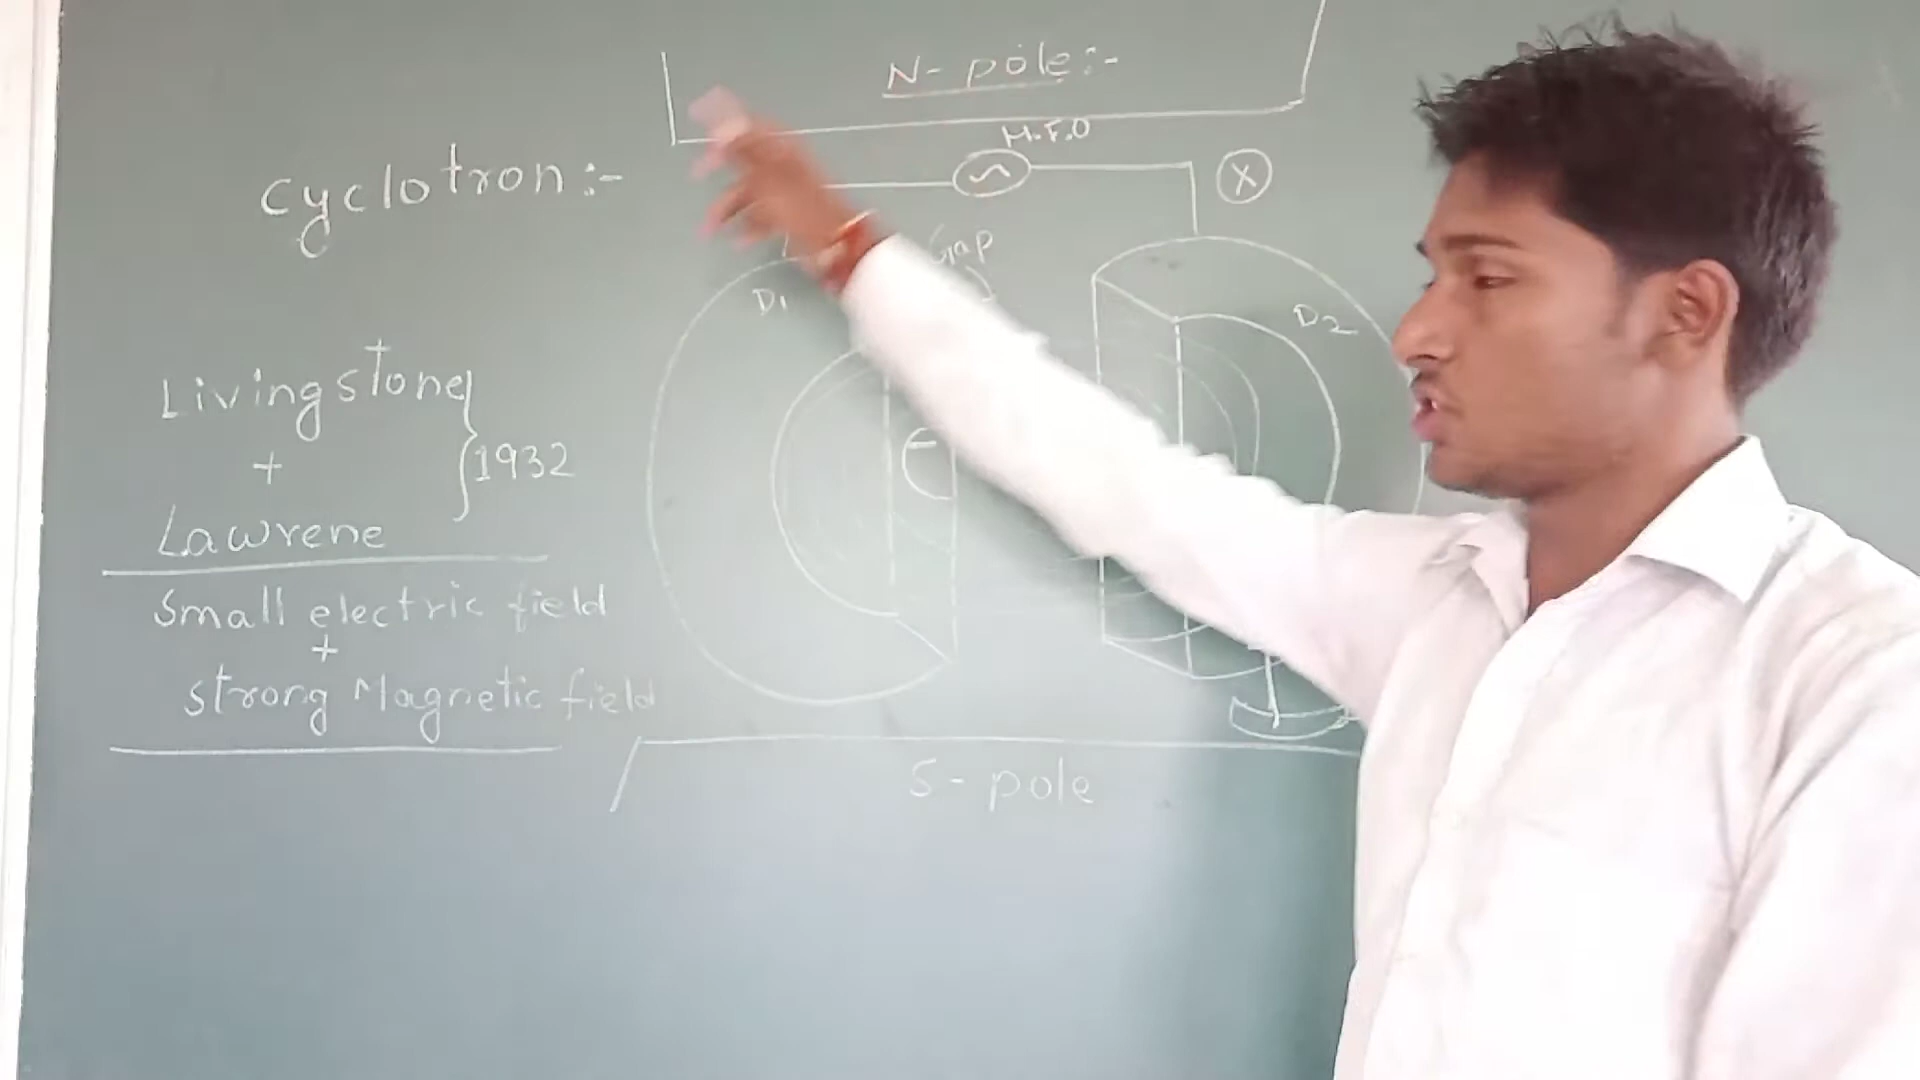 N- pole:-
M.F.O
Cyclotron:-
X
Gap
D1
D2
Livingstone
+
1932
Lawrene
Small electric field
+
strong Magnetic field
S- pole